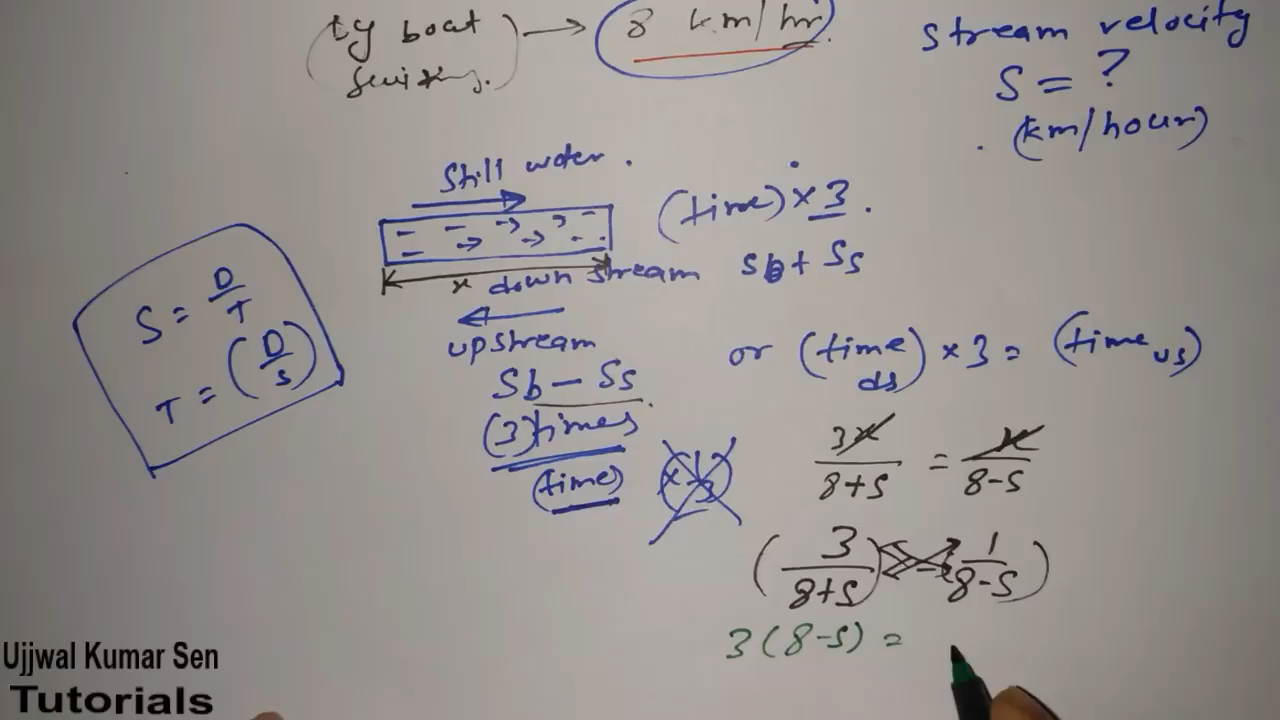 (by boat → 8 km/hr
stream velocity
S = ?
(km/hour)
Still water.
(time) × 3.
x down stream Sb + Ss
upstream
Sb - Ss
(3) times
(time)
S = D/T
T = (D/S)
or (time ds) × 3 = (time us)
3x/8+S = x/8-S
(3/8+S = 1/8-S)
3(8-S) =
Ujjwal Kumar Sen
Tutorials